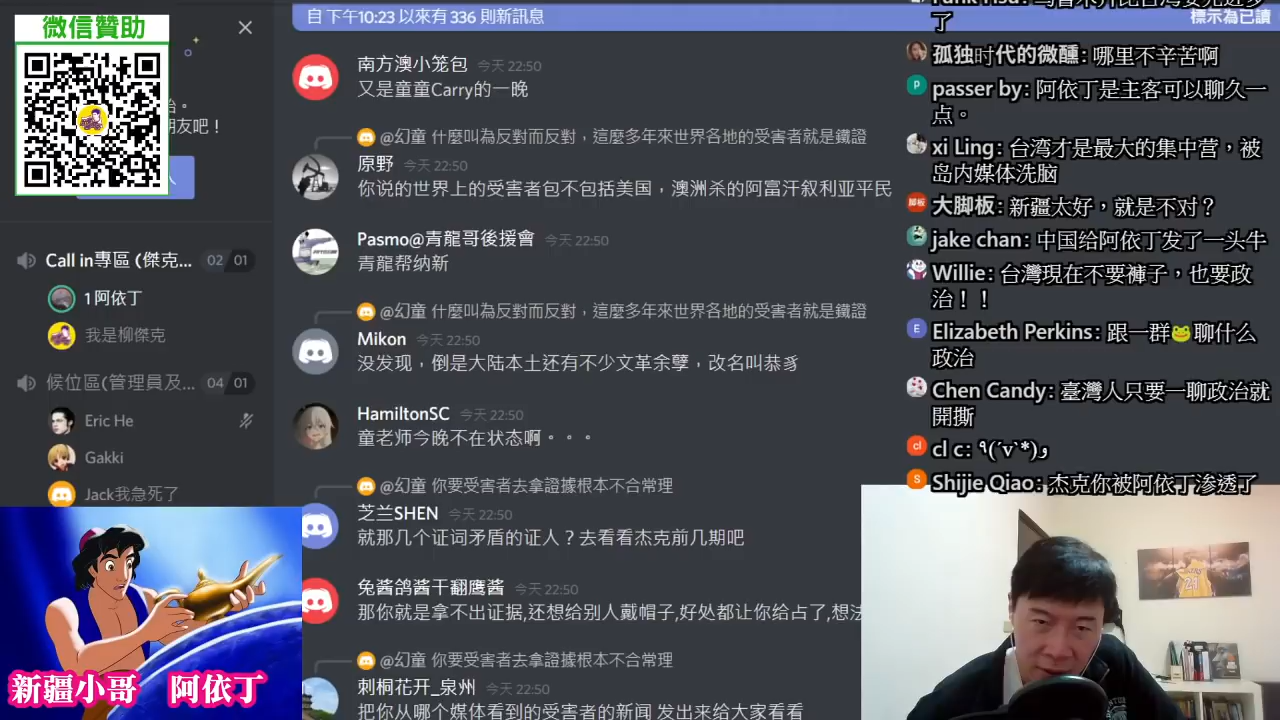 微信贊助
治。
朋友吧！
Call in專區 (傑克... 02 01
1阿依丁
我是柳傑克
候位區(管理員及... 04 01
Eric He
Gakki
Jack我急死了
新疆小哥 阿依丁
自 下午10:23 以來有 336 則新訊息
標示為已讀
南方澳小笼包 今天 22:50
又是童童Carry的一晚
@幻童 什麼叫為反對而反對，這麼多年來世界各地的受害者就是鐵證
原野 今天 22:50
你说的世界上的受害者包不包括美国，澳洲杀的阿富汗叙利亚平民
Pasmo@青龍哥後援會 今天 22:50
青龍帮纳新
@幻童 什麼叫為反對而反對，這麼多年來世界各地的受害者就是鐵證
Mikon 今天 22:50
没发现，倒是大陆本土还有不少文革余孽，改名叫恭豸
HamiltonSC 今天 22:50
童老师今晚不在状态啊。。。
@幻童 你要受害者去拿證據根本不合常理
芝兰SHEN 今天 22:50
就那几个证词矛盾的证人？去看看杰克前几期吧
兔酱鸽酱干翻鹰酱 今天 22:50
那你就是拿不出证据,还想给别人戴帽子,好处都让你给占了,想法
@幻童 你要受害者去拿證據根本不合常理
刺桐花开_泉州 今天 22:50
把你从哪个媒体看到的受害者的新闻 发出来给大家看看
了
孤独时代的微醺: 哪里不辛苦啊
passer by: 阿依丁是主客可以聊久一
点。
xi Ling: 台湾才是最大的集中营，被
岛内媒体洗脑
大脚板: 新疆太好，就是不对？
jake chan: 中国给阿依丁发了一头牛
Willie: 台灣現在不要褲子，也要政
治！！
Elizabeth Perkins: 跟一群🐸聊什么
政治
Chen Candy: 臺灣人只要一聊政治就
開撕
cl c: ٩(´v`*)و
Shijie Qiao: 杰克你被阿依丁渗透了